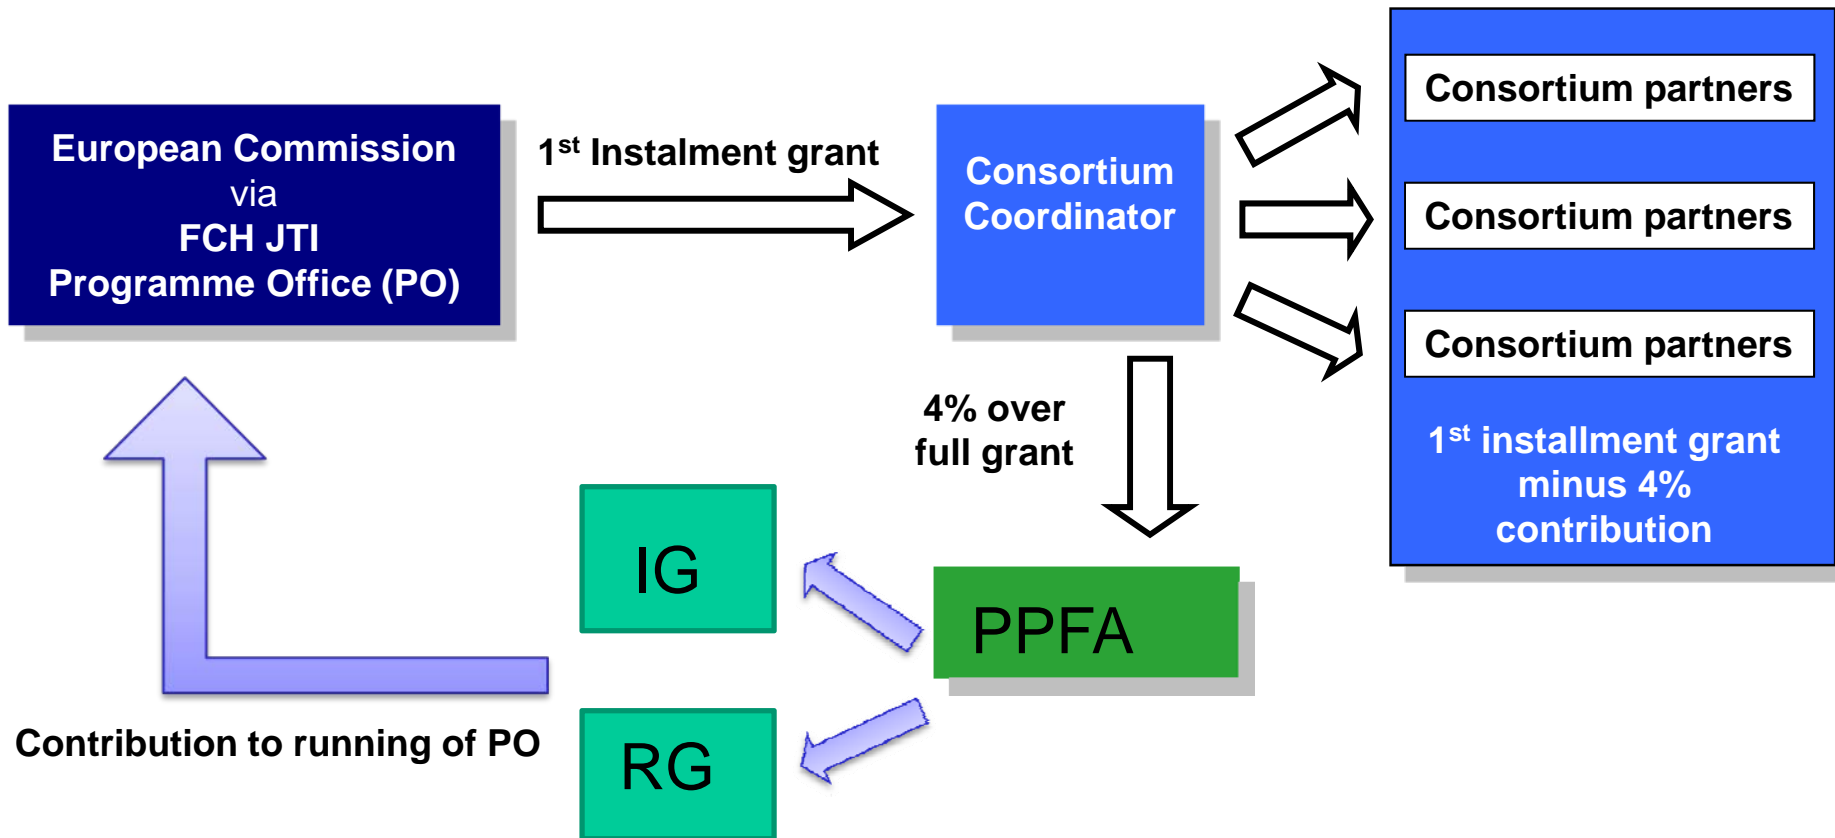 European Commission
via
FCH JTI
Programme Office (PO)
1st Instalment grant
Consortium
Coordinator
Consortium partners
Consortium partners
Consortium partners
1st installment grant
minus 4%
contribution
4% over
full grant
IG
PPFA
RG
Contribution to running of PO